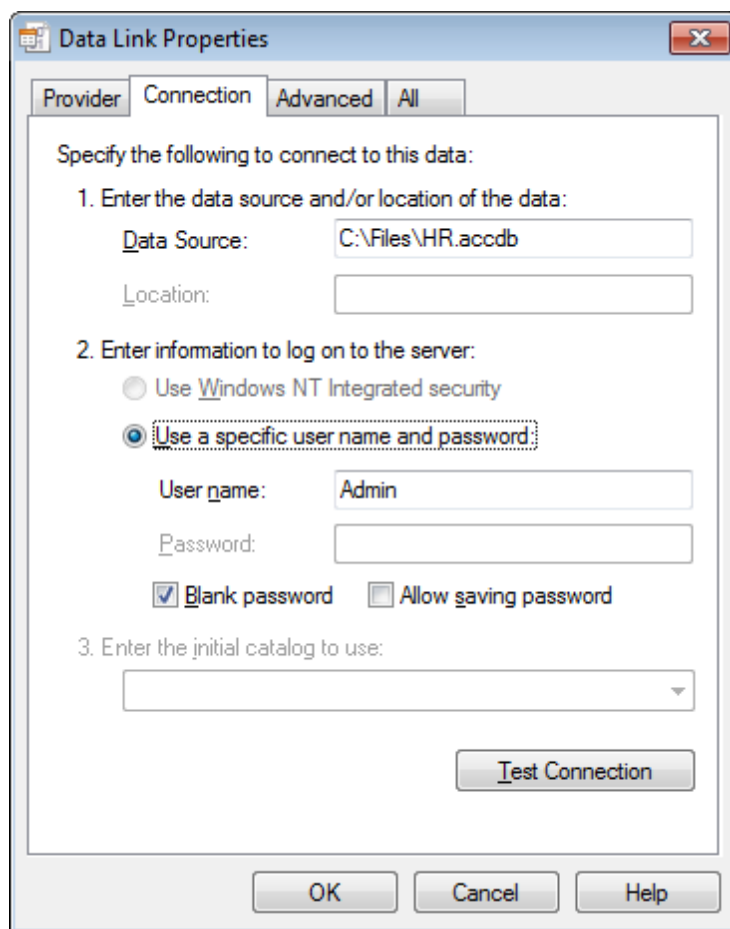 Data Link Properties
Provider Connection Advanced All
Specify the following to connect to this data:
1. Enter the data source and/or location of the data:
Data Source: C:\Files\HR.accdb
Location:
2. Enter information to log on to the server:
Use Windows NT Integrated security
Use a specific user name and password:
User name: Admin
Password:
Blank password Allow saving password
3. Enter the initial catalog to use:
Test Connection
OK Cancel Help